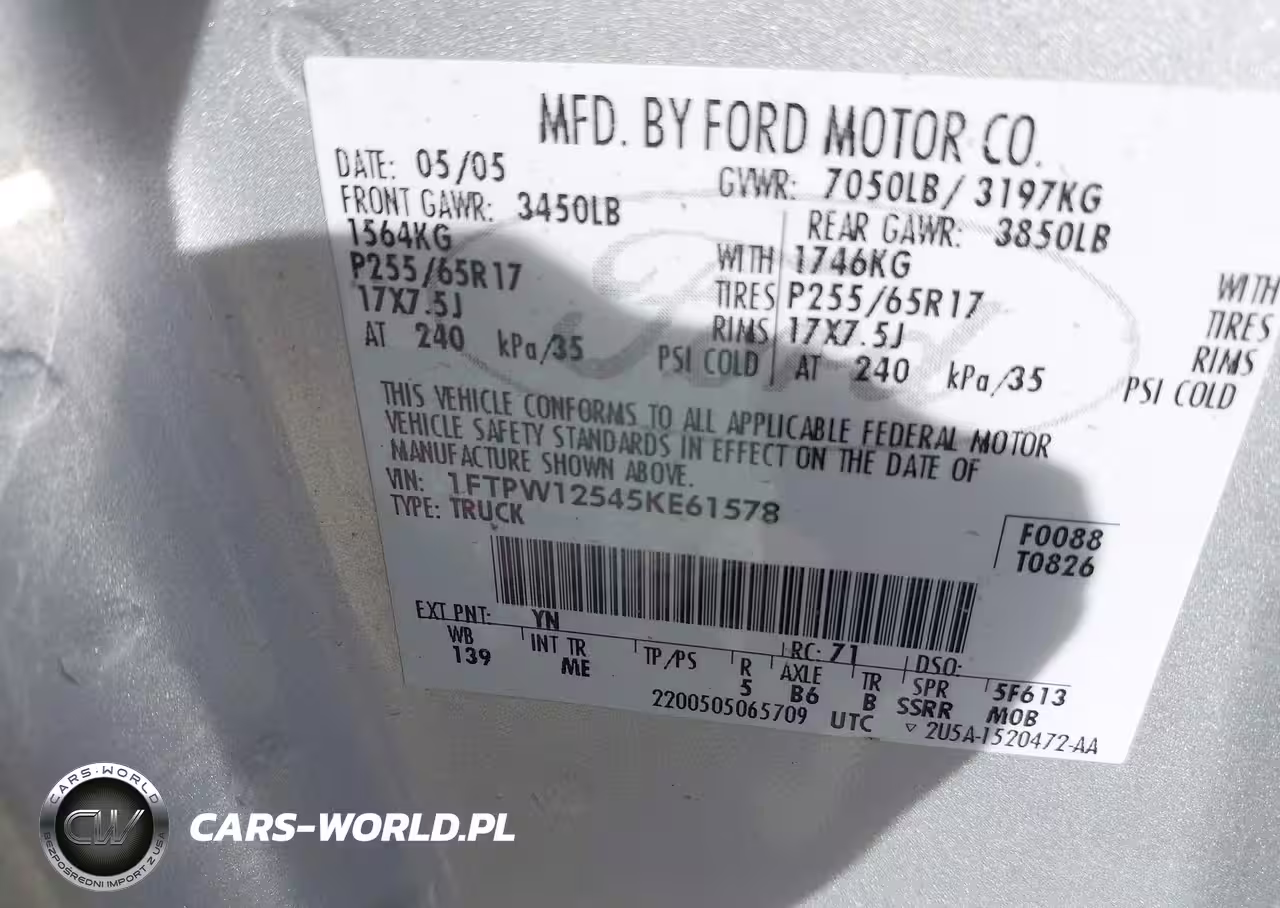 MFD. BY FORD MOTOR CO.
DATE: 05/05 GVWR: 7050LB/ 3197KG
FRONT GAWR: 3450LB REAR GAWR: 3850LB
1564KG WITH 1746KG WITH
P255/65R17 TIRES P255/65R17 TIRES
17X7.5J RIMS 17X7.5J RIMS
AT 240 kPa/35 PSI COLD AT 240 kPa/35 PSI COLD
THIS VEHICLE CONFORMS TO ALL APPLICABLE FEDERAL MOTOR
VEHICLE SAFETY STANDARDS IN EFFECT ON THE DATE OF
MANUFACTURE SHOWN ABOVE.
VIN: 1FTPW12545KE61578
TYPE: TRUCK
F0088
T0826
EXT PNT: YN RC: 71 DSO:
WB INT TR TP/PS R AXLE TR SPR 5F613
139 ME 5 B6 B SSRR MOB
2200505065709 UTC ▿ 2U5A-1520472-AA
Ford
CARS-WORLD
CW
BEZPOŚREDNI IMPORT Z USA
CARS-WORLD.PL